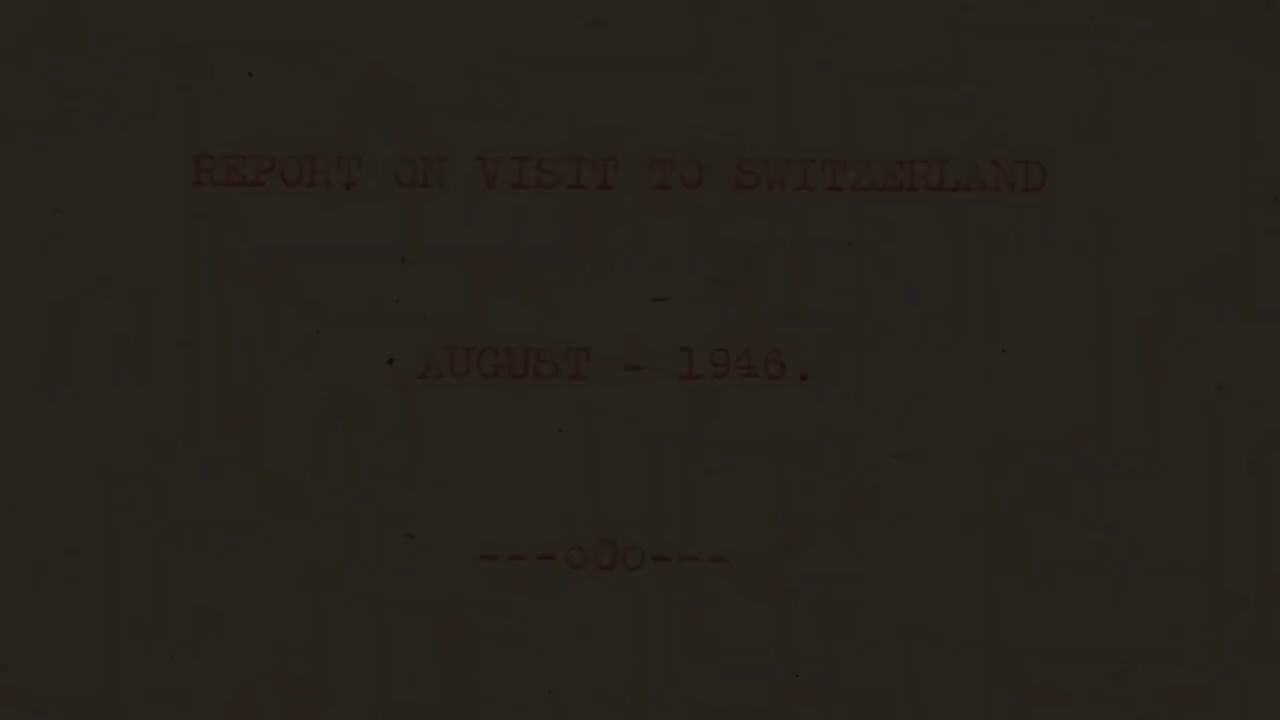 REPORT ON VISIT TO SWITZERLAND
AUGUST - 1946.
---oOo---